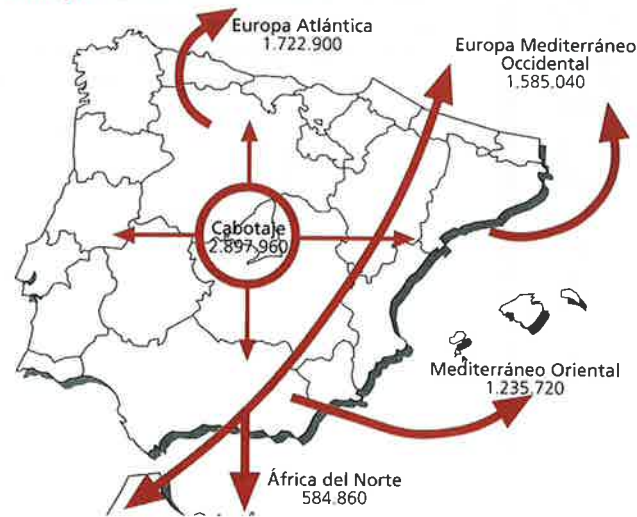 Europa Atlántica
1.722.900
Europa Mediterráneo
Occidental
1.585.040
Cabotaje
2.897.960
Mediterráneo Oriental
1.235.720
África del Norte
584.860